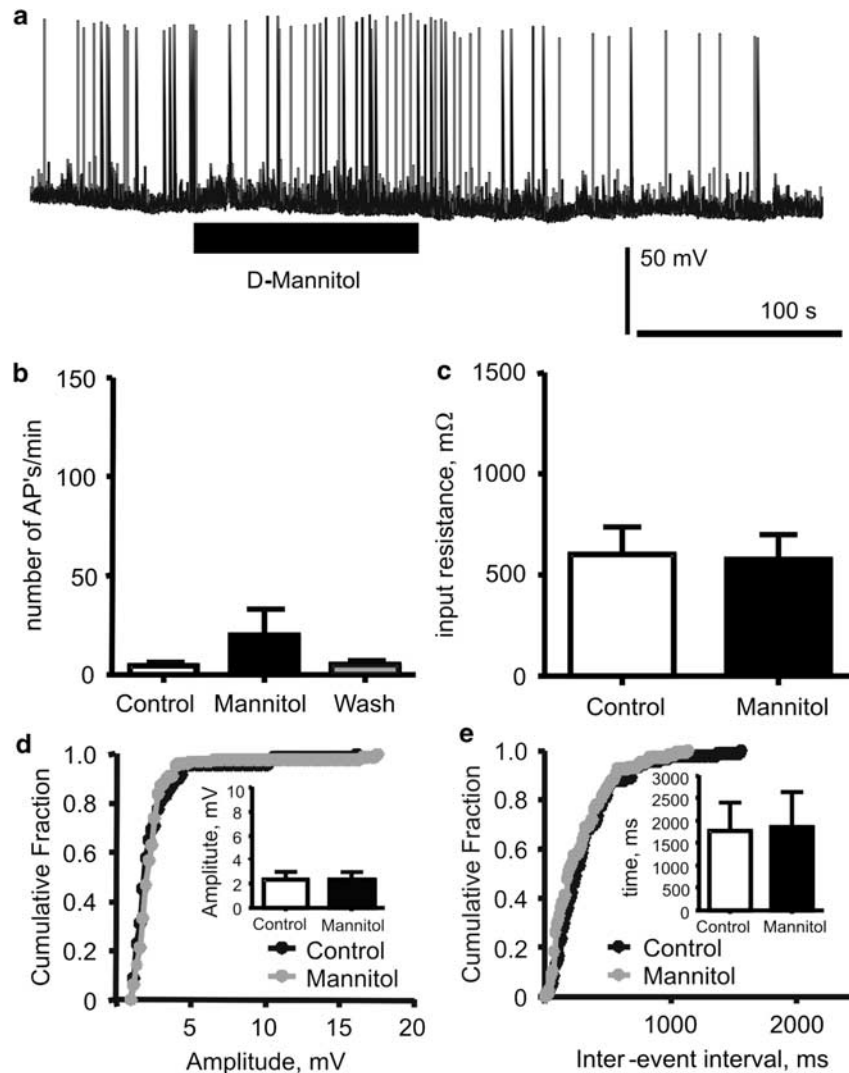 a
D-Mannitol
50 mV
100 s
b
150
100
50
0
number of AP's/min
Control Mannitol Wash
c
1500
1000
500
0
input resistance, mΩ
Control Mannitol
d
1.0
0.8
0.6
0.4
0.2
0
Cumulative Fraction
5 10 15 20
Amplitude, mV
10
8
6
4
2
0
Amplitude, mV
Control Mannitol
Control
Mannitol
e
1.0
0.8
0.6
0.4
0.2
0
Cumulative Fraction
1000 2000
Inter-event interval, ms
3000
2500
2000
1500
1000
500
0
time, ms
Control Mannitol
Control
Mannitol